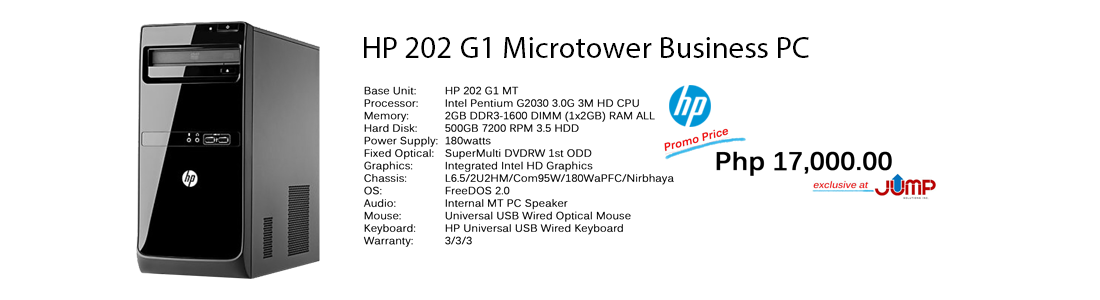 HP 202 G1 Microtower Business PC
Base Unit: HP 202 G1 MT
Processor: Intel Pentium G2030 3.0G 3M HD CPU
Memory: 2GB DDR3-1600 DIMM (1x2GB) RAM ALL
Hard Disk: 500GB 7200 RPM 3.5 HDD
Power Supply: 180watts
Fixed Optical: SuperMulti DVDRW 1st ODD
Graphics: Integrated Intel HD Graphics
Chassis: L6.5/2U2HM/Com95W/180WaPFC/Nirbhaya
OS: FreeDOS 2.0
Audio: Internal MT PC Speaker
Mouse: Universal USB Wired Optical Mouse
Keyboard: HP Universal USB Wired Keyboard
Warranty: 3/3/3
hp
Promo Price
Php 17,000.00
exclusive at JUMP
SOLUTIONS INC.
hp